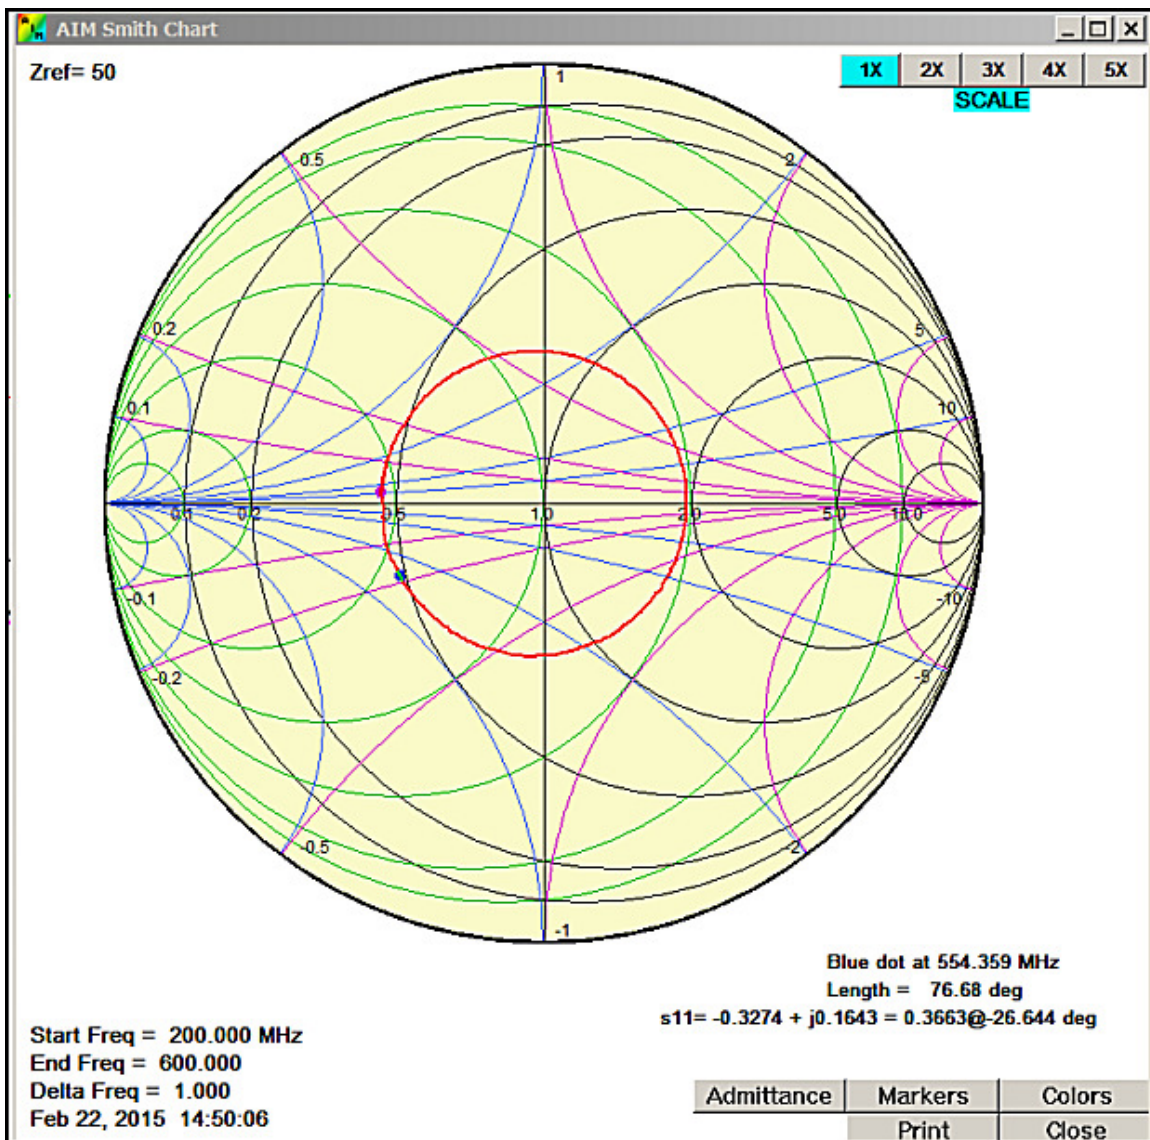 AIM Smith Chart
Zref= 50
1X 2X 3X 4X 5X
SCALE
1
0.5
2
0.2
5
0.1
10
0.1 0.2 0.5 1.0 2.0 5.0 10.0
-0.1
-10
-0.2
-5
-0.5
-2
-1
Blue dot at 554.359 MHz
Length = 76.68 deg
s11= -0.3274 + j0.1643 = 0.3663@-26.644 deg
Start Freq = 200.000 MHz
End Freq = 600.000
Delta Freq = 1.000
Feb 22, 2015 14:50:06
Admittance Markers Colors
Print Close